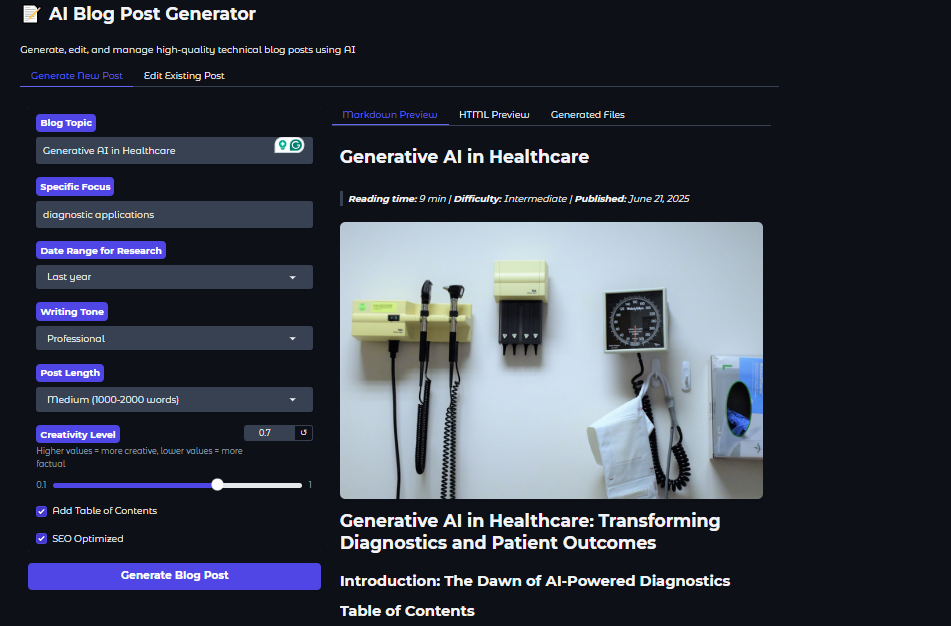 AI Blog Post Generator
Generate, edit, and manage high-quality technical blog posts using AI
Generate New Post
Edit Existing Post
Blog Topic
Generative AI in Healthcare
Specific Focus
diagnostic applications
Date Range for Research
Last year
Writing Tone
Professional
Post Length
Medium (1000-2000 words)
Creativity Level
0.7
Higher values = more creative, lower values = more
factual
0.1
1
Add Table of Contents
SEO Optimized
Generate Blog Post
Markdown Preview
HTML Preview
Generated Files
Generative AI in Healthcare
Reading time: 9 min | Difficulty: Intermediate | Published: June 21, 2025
Generative AI in Healthcare: Transforming
Diagnostics and Patient Outcomes
Introduction: The Dawn of AI-Powered Diagnostics
Table of Contents